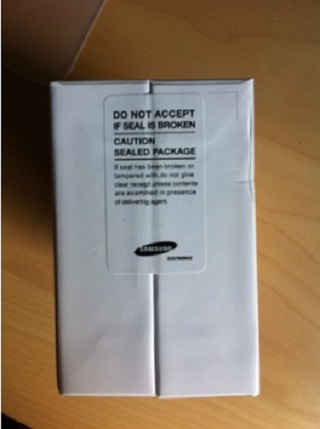 DO NOT ACCEPT
IF SEAL IS BROKEN
CAUTION
SEALED PACKAGE
If seal has been broken or
tampered with,do not give
clear receipt unless contents
are examined in presence
of delivering agent.
SAMSUNG
ELECTRONICS